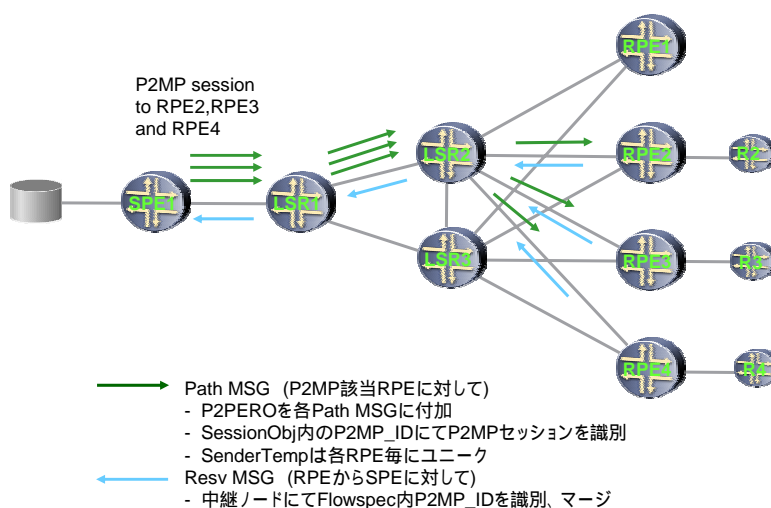 RPE1
P2MP session
to RPE2,RPE3
and RPE4
LSR2
RPE2
R2
SPE1
LSR1
LSR3
RPE3
R3
RPE4
R4
Path MSG (P2MP該当RPEに対して)
- P2PEROを各Path MSGに付加
- SessionObj内のP2MP_IDにてP2MPセッションを識別
- SenderTempは各RPE毎にユニーク
Resv MSG (RPEからSPEに対して)
- 中継ノードにてFlowspec内P2MP_IDを識別、マージ